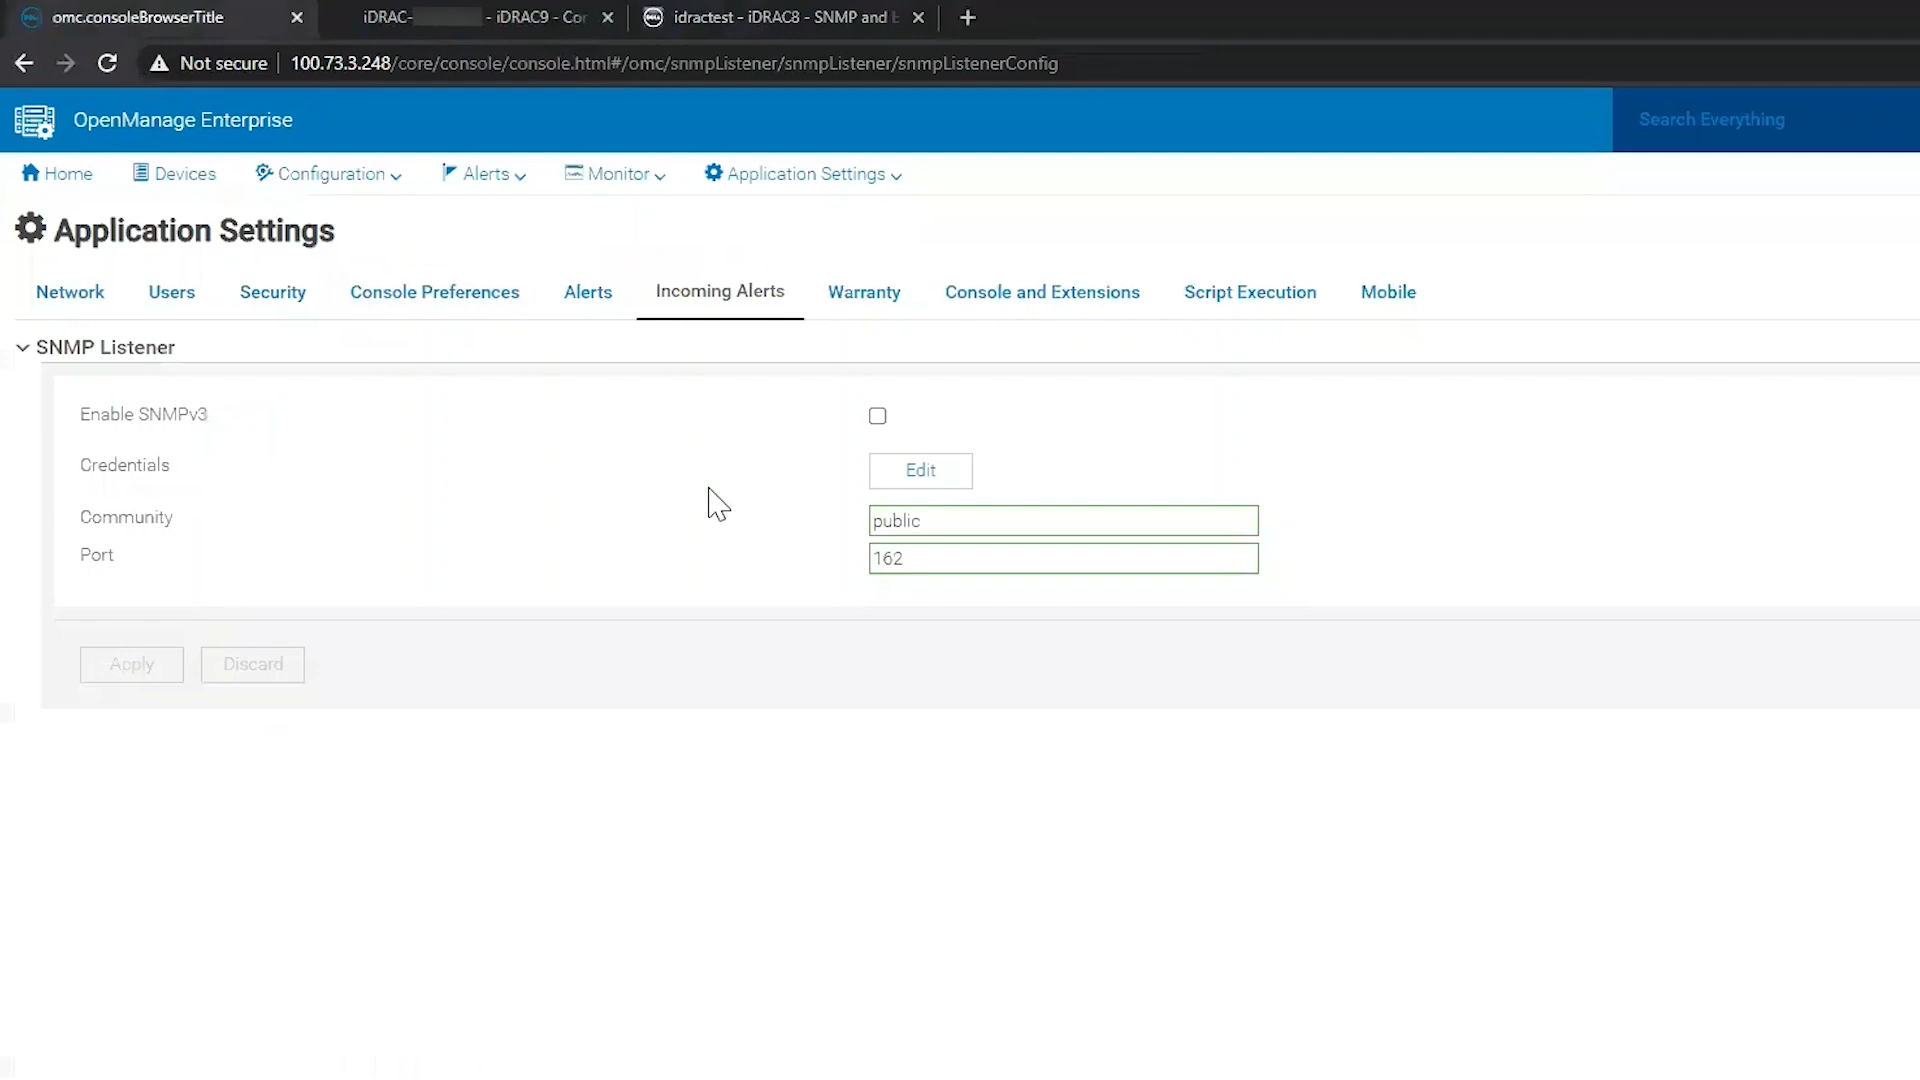 omc.consoleBrowserTitle
iDRAC- - iDRAC9 - Cor
idractest - iDRAC8 - SNMP and E
Not secure 100.73.3.248/core/console/console.html#/omc/snmpListener/snmpListener/snmpListenerConfig
OpenManage Enterprise
Search Everything
Home Devices Configuration Alerts Monitor Application Settings
Application Settings
Network Users Security Console Preferences Alerts Incoming Alerts Warranty Console and Extensions Script Execution Mobile
SNMP Listener
Enable SNMPv3
Credentials Edit
Community public
Port 162
Apply Discard